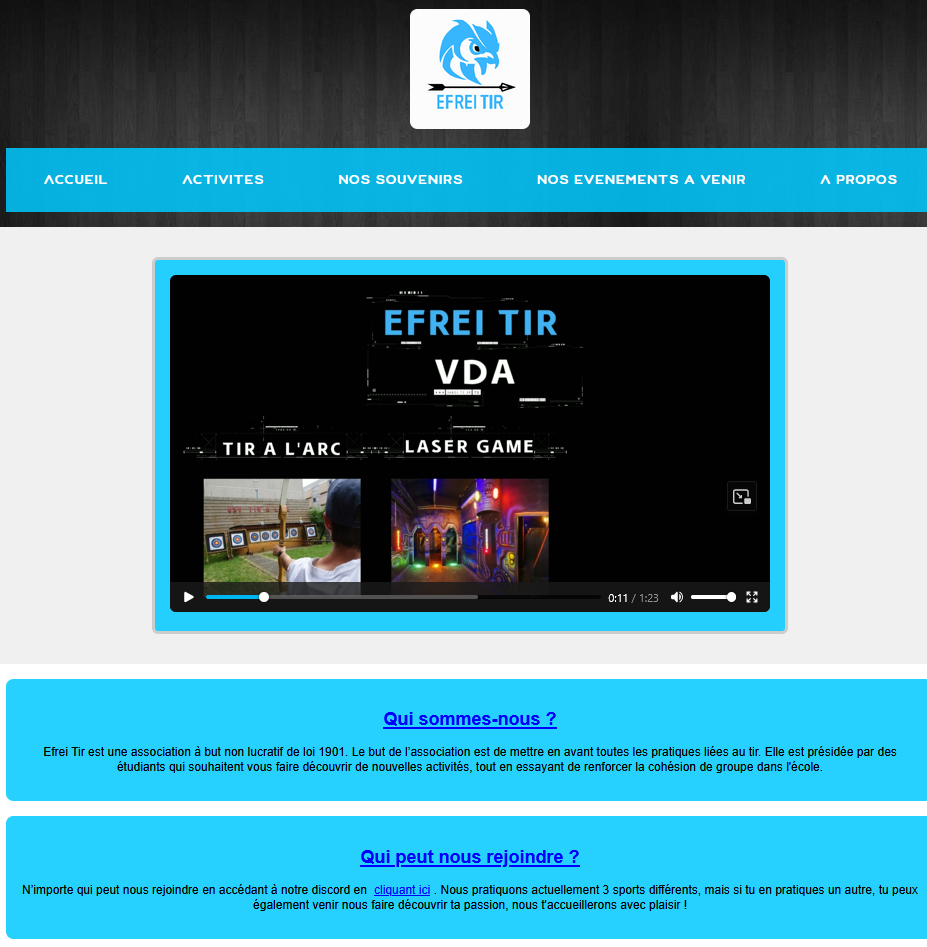 EFREI TIR
ACCUEIL
ACTIVITES
NOS SOUVENIRS
NOS EVENEMENTS A VENIR
A PROPOS
EFREI TIR
VDA
TIR A L'ARC
LASER GAME
0:11 / 1:23
Qui sommes-nous ?
Efrei Tir est une association à but non lucratif de loi 1901. Le but de l'association est de mettre en avant toutes les pratiques liées au tir. Elle est présidée par des
étudiants qui souhaitent vous faire découvrir de nouvelles activités, tout en essayant de renforcer la cohésion de groupe dans l'école.
Qui peut nous rejoindre ?
N'importe qui peut nous rejoindre en accédant à notre discord en cliquant ici . Nous pratiquons actuellement 3 sports différents, mais si tu en pratiques un autre, tu peux
également venir nous faire découvrir ta passion, nous t'accueillerons avec plaisir !